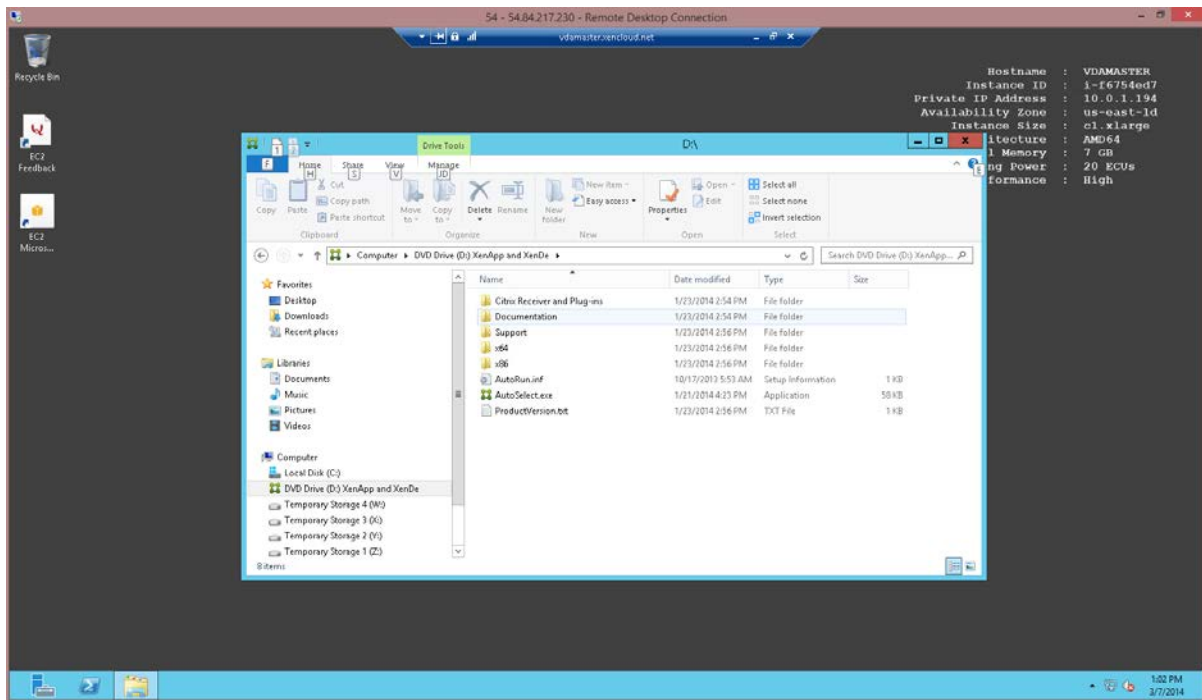 54 - 54.84.217.230 - Remote Desktop Connection
vdamaster.xencloud.net
Recycle Bin
EC2
Feedback
EC2
Micros...
Hostname : VDAMASTER
Instance ID : i-f6754ed7
Private IP Address : 10.0.1.194
Availability Zone : us-east-1d
Instance Size : c1.xlarge
itecture : AMD64
l Memory : 7 GB
ng Power : 20 ECUs
formance : High
1 2
Drive Tools
D:\
F Home Share View Manage
H S V JD E
Copy
Paste
Cut
Copy path
Paste shortcut
Move to
Copy to
Delete
Rename
New folder
New item
Easy access
Properties
Open
Edit
Select all
Select none
Invert selection
Clipboard Organize New Open Select
Computer DVD Drive (D:) XenApp and XenDe
Search DVD Drive (D:) XenApp...
Favorites
Desktop
Downloads
Recent places
Libraries
Documents
Music
Pictures
Videos
Computer
Local Disk (C:)
DVD Drive (D:) XenApp and XenDe
Temporary Storage 4 (W:)
Temporary Storage 3 (X:)
Temporary Storage 2 (Y:)
Temporary Storage 1 (Z:)
Name Date modified Type Size
Citrix Receiver and Plug-ins 1/23/2014 2:54 PM File folder
Documentation 1/23/2014 2:54 PM File folder
Support 1/23/2014 2:56 PM File folder
x64 1/23/2014 2:56 PM File folder
x86 1/23/2014 2:56 PM File folder
AutoRun.inf 10/17/2013 5:53 AM Setup Information 1 KB
AutoSelect.exe 1/21/2014 4:23 PM Application 58 KB
ProductVersion.txt 1/23/2014 2:56 PM TXT File 1 KB
8 items
1:02 PM
3/7/2014